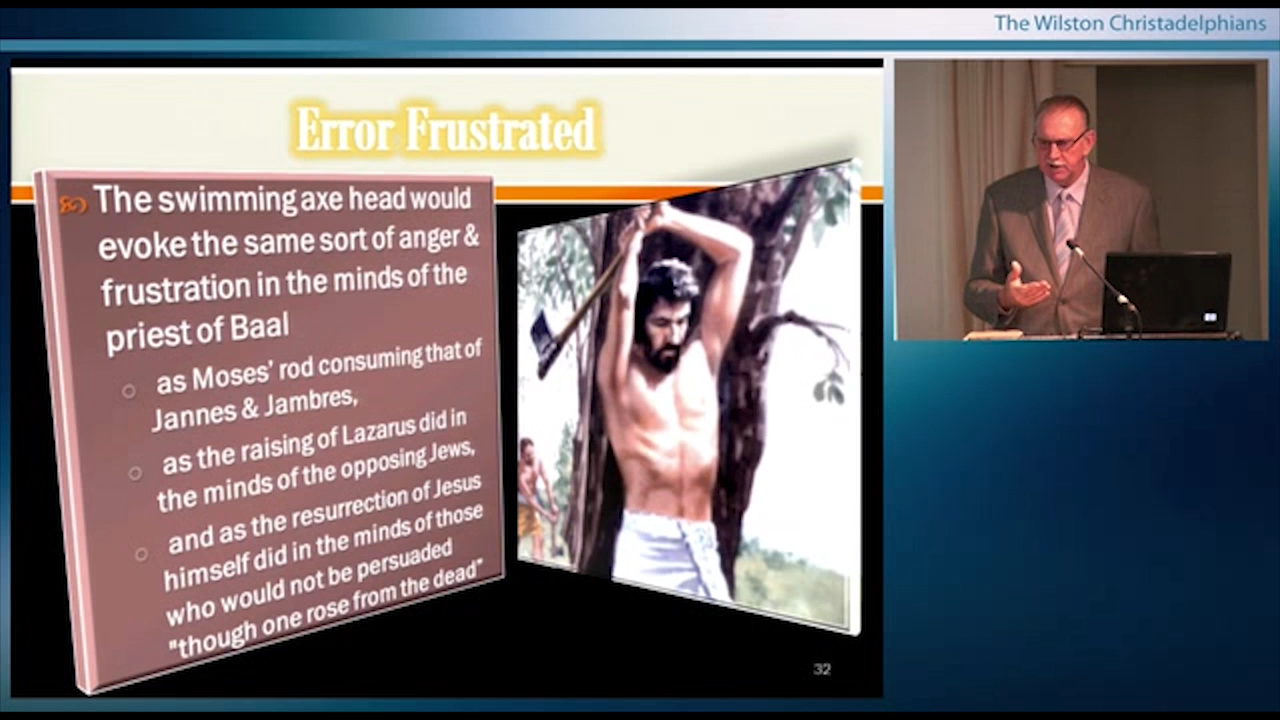 The Wilston Christadelphians
Error Frustrated
The swimming axe head would
evoke the same sort of anger &
frustration in the minds of the
priest of Baal
as Moses' rod consuming that of
Jannes & Jambres,
as the raising of Lazarus did in
the minds of the opposing Jews,
and as the resurrection of Jesus
himself did in the minds of those
who would not be persuaded
"though one rose from the dead"
32
hp